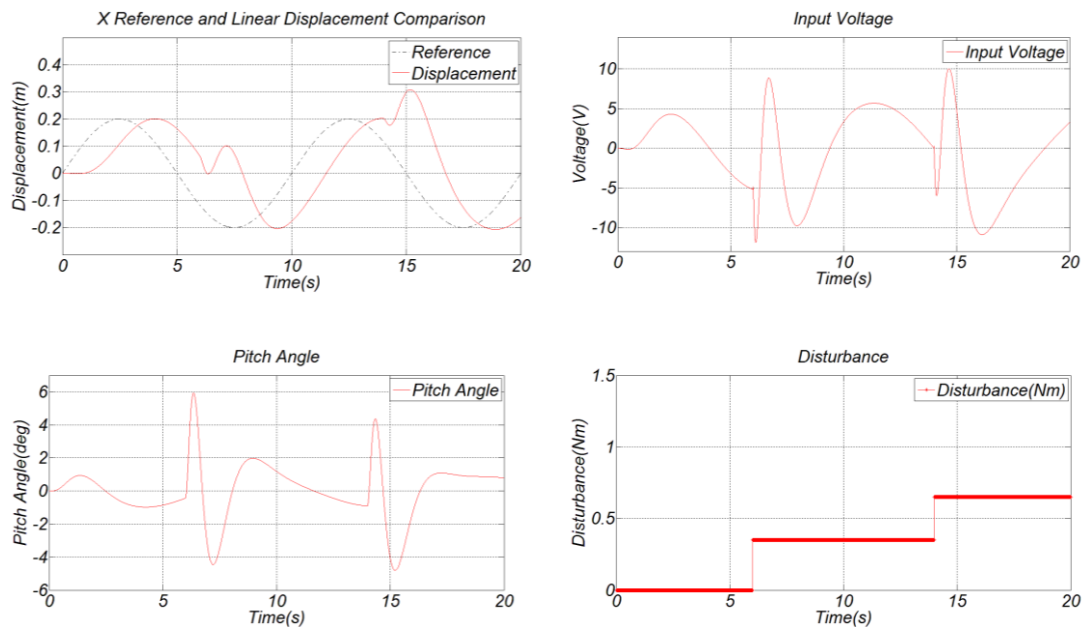 X Reference and Linear Displacement Comparison
Displacement(m)
0.4
0.3
0.2
0.1
0
-0.1
-0.2
Reference
Displacement
0 5 10 15 20
Time(s)
Input Voltage
Voltage(V)
10
5
0
-5
-10
Input Voltage
0 5 10 15 20
Time(s)
Pitch Angle
Pitch Angle(deg)
6
4
2
0
-2
-4
-6
Pitch Angle
0 5 10 15 20
Time(s)
Disturbance
Disturbance(Nm)
1.5
1
0.5
0
Disturbance(Nm)
0 5 10 15 20
Time(s)